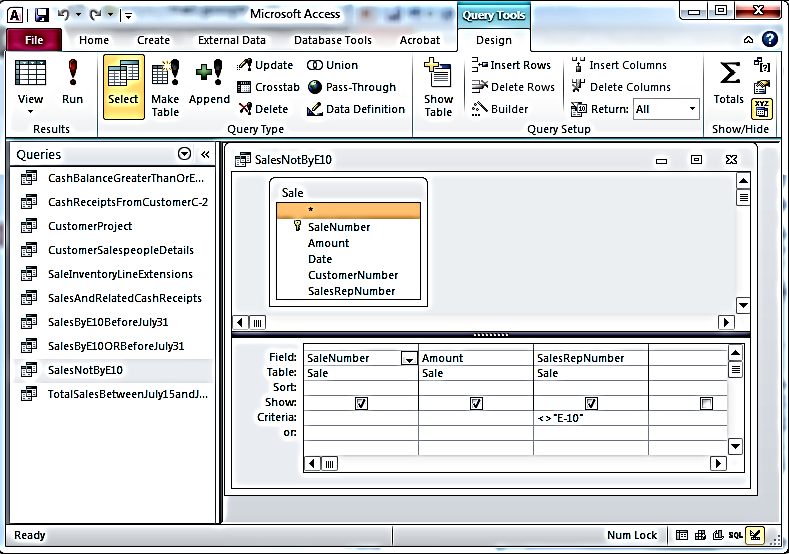 Microsoft Access
Query Tools
File Home Create External Data Database Tools Acrobat Design
View
Run
Select
Make Table
Append
Update
Crosstab
Delete
Union
Pass-Through
Data Definition
Show Table
Insert Rows
Delete Rows
Builder
Insert Columns
Delete Columns
Return: All
Totals
Results
Query Type
Query Setup
Show/Hide
Queries
CashBalanceGreaterThanOrE...
CashReceiptsFromCustomerC-2
CustomerProject
CustomerSalespeopleDetails
SaleInventoryLineExtensions
SalesAndRelatedCashReceipts
SalesByE10BeforeJuly31
SalesByE10ORBeforeJuly31
SalesNotByE10
TotalSalesBetweenJuly15andJ...
SalesNotByE10
Sale
*
SaleNumber
Amount
Date
CustomerNumber
SalesRepNumber
Field: SaleNumber Amount SalesRepNumber
Table: Sale Sale Sale
Sort:
Show:
Criteria: <>"E-10"
or:
Ready
Num Lock
SQL